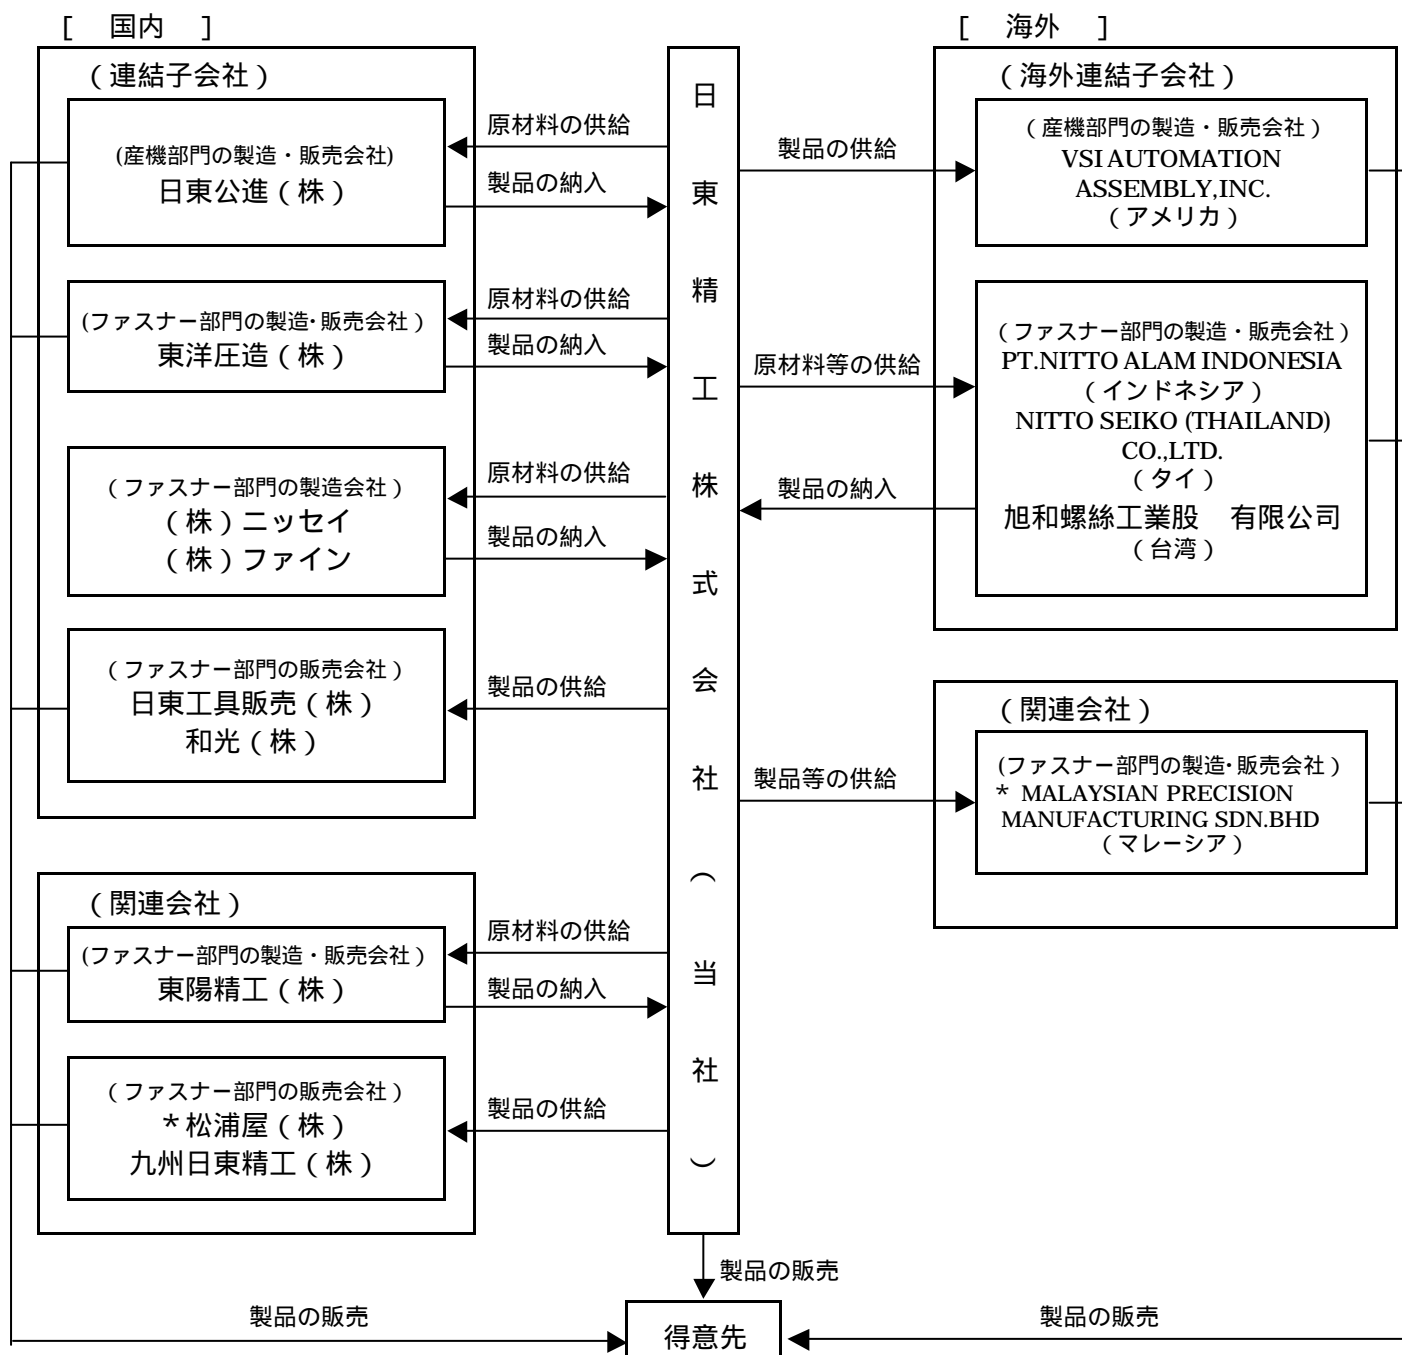 [　国内　]
（連結子会社）
(産機部門の製造・販売会社)
日東公進（株）
(ファスナー部門の製造・販売会社）
東洋圧造（株）
（ファスナー部門の製造会社）
（株）ニッセイ
（株）ファイン
（ファスナー部門の販売会社）
日東工具販売（株）
和光（株）
（関連会社）
(ファスナー部門の製造・販売会社）
東陽精工（株）
（ファスナー部門の販売会社）
*松浦屋（株）
九州日東精工（株）
原材料の供給
製品の納入
原材料の供給
製品の納入
原材料の供給
製品の納入
製品の供給
原材料の供給
製品の納入
製品の供給
日東精工株式会社（当社）
製品の供給
原材料等の供給
製品の納入
製品等の供給
[　海外　]
（海外連結子会社）
（産機部門の製造・販売会社）
VSI AUTOMATION
ASSEMBLY,INC.
（アメリカ）
（ファスナー部門の製造・販売会社）
PT.NITTO ALAM INDONESIA
（インドネシア）
NITTO SEIKO (THAILAND)
CO.,LTD.
（タイ）
旭和螺絲工業股　有限公司
（台湾）
（関連会社）
(ファスナー部門の製造・販売会社）
* MALAYSIAN PRECISION
MANUFACTURING SDN.BHD
（マレーシア）
製品の販売
製品の販売
得意先
製品の販売